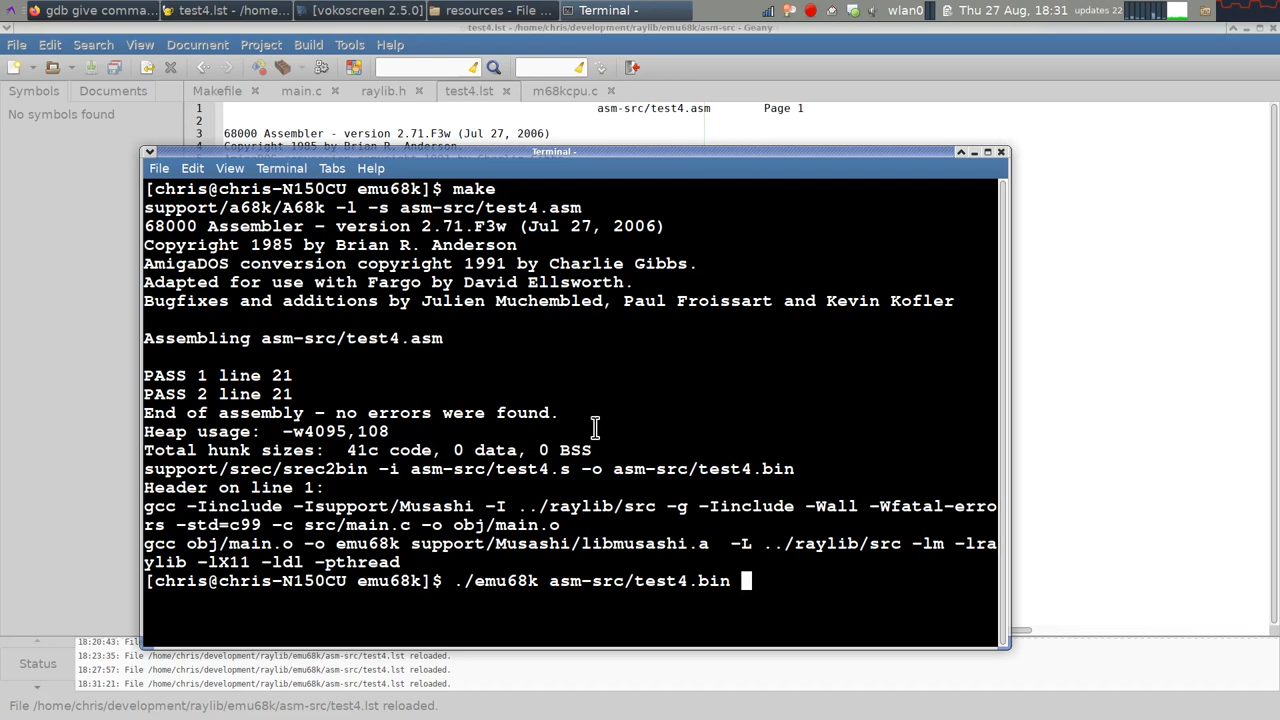 gdb give comma...
test4.lst - /home...
[vokoscreen 2.5.0]
resources - File ...
Terminal -
wlan0
Thu 27 Aug, 18:31
updates 22
test4.lst - /home/chris/development/raylib/emu68k/asm-src - Geany
File Edit Search View Document Project Build Tools Help
Symbols Documents
Makefile main.c raylib.h test4.lst m68kcpu.c
No symbols found
1 asm-src/test4.asm Page 1
2
3 68000 Assembler - version 2.71.F3w (Jul 27, 2006)
4 Copyright 1985 by Brian R. Anderson.
Terminal -
File Edit View Terminal Tabs Help
[chris@chris-N150CU emu68k]$ make
support/a68k/A68k -l -s asm-src/test4.asm
68000 Assembler - version 2.71.F3w (Jul 27, 2006)
Copyright 1985 by Brian R. Anderson
AmigaDOS conversion copyright 1991 by Charlie Gibbs.
Adapted for use with Fargo by David Ellsworth.
Bugfixes and additions by Julien Muchembled, Paul Froissart and Kevin Kofler
Assembling asm-src/test4.asm
PASS 1 line 21
PASS 2 line 21
End of assembly - no errors were found.
Heap usage:  -w4095,108
Total hunk sizes:  41c code, 0 data, 0 BSS
support/srec/srec2bin -i asm-src/test4.s -o asm-src/test4.bin
Header on line 1:
gcc -Iinclude -Isupport/Musashi -I ../raylib/src -g -Iinclude -Wall -Wfatal-erro
rs -std=c99 -c src/main.c -o obj/main.o
gcc obj/main.o -o emu68k support/Musashi/libmusashi.a  -L ../raylib/src -lm -lra
ylib -lX11 -ldl -pthread
[chris@chris-N150CU emu68k]$ ./emu68k asm-src/test4.bin
Status
18:20:43: Fil
18:23:35: File /home/chris/development/raylib/emu68k/asm-src/test4.lst reloaded.
18:27:57: File /home/chris/development/raylib/emu68k/asm-src/test4.lst reloaded.
18:31:21: File /home/chris/development/raylib/emu68k/asm-src/test4.lst reloaded.
File /home/chris/development/raylib/emu68k/asm-src/test4.lst reloaded.